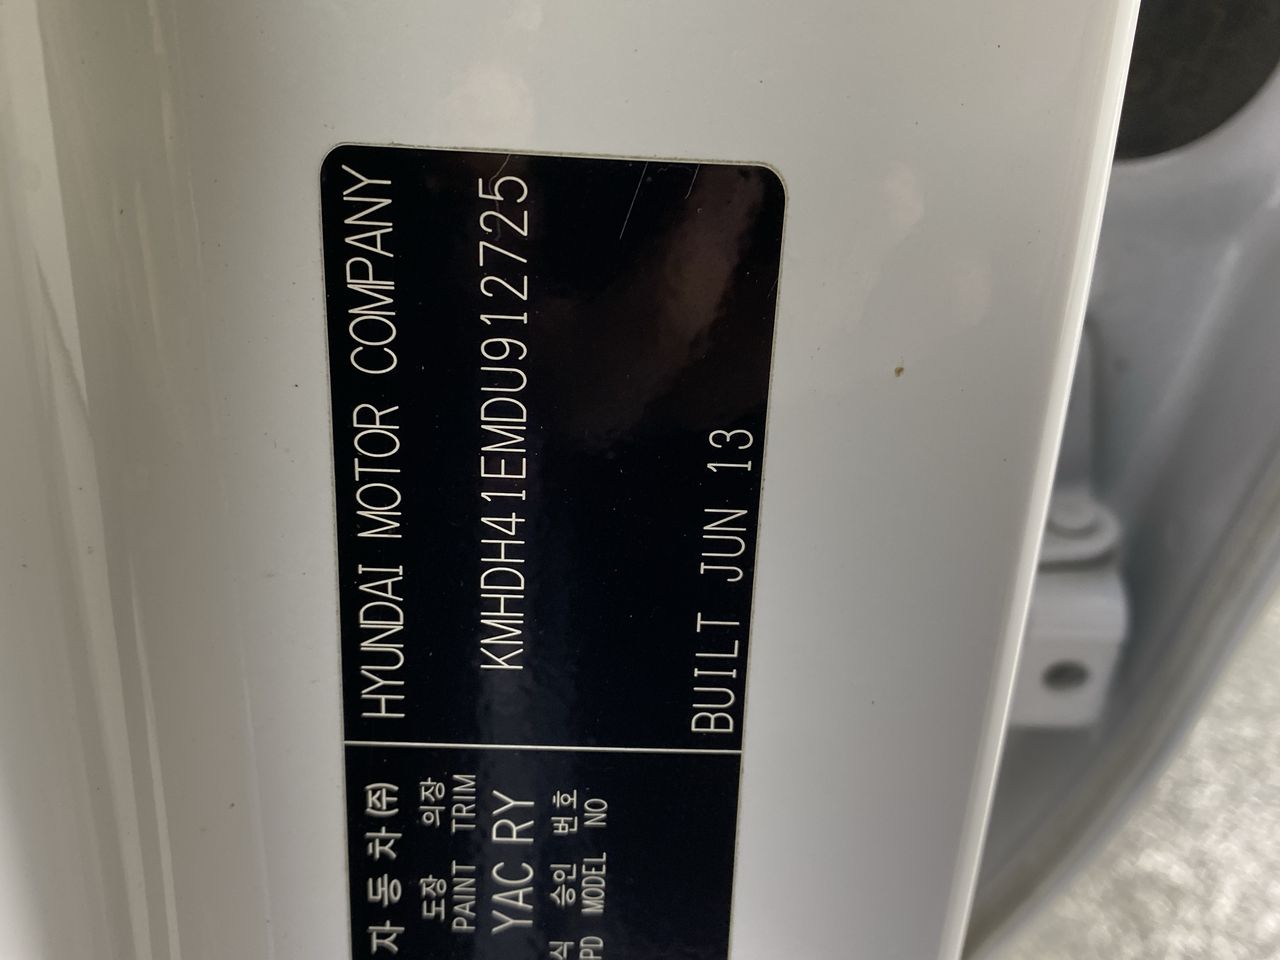 자동차(주)
HYUNDAI MOTOR COMPANY
도장 의장
PAINT TRIM
YAC RY
KMHDH41EMDU912725
식 승인 번호
PD MODEL NO
BUILT JUN 13